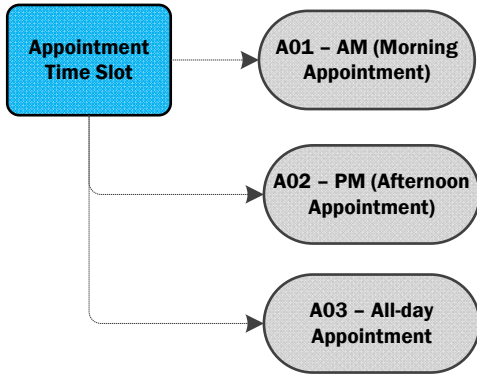 Appointment
Time Slot
A01 – AM (Morning
Appointment)
A02 – PM (Afternoon
Appointment)
A03 – All-day
Appointment